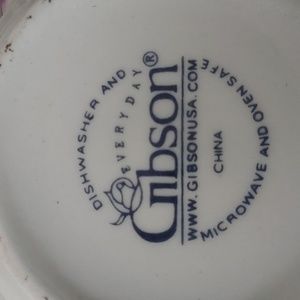 DISHWASHER AND
EVERYDAY
Gibson®
WWW.GIBSONUSA.COM
CHINA
MICROWAVE AND OVEN SAFE